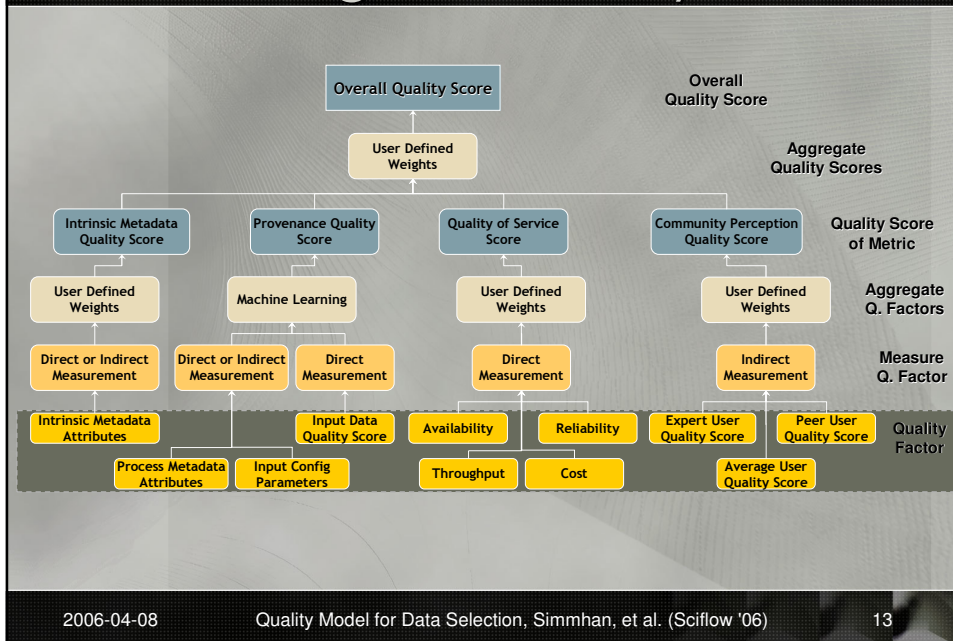 Overall Quality Score
Overall
Quality Score
User Defined
Weights
Aggregate
Quality Scores
Intrinsic Metadata
Quality Score
Provenance Quality
Score
Quality of Service
Score
Community Perception
Quality Score
Quality Score
of Metric
User Defined
Weights
Machine Learning
User Defined
Weights
User Defined
Weights
Aggregate
Q. Factors
Direct or Indirect
Measurement
Direct or Indirect
Measurement
Direct
Measurement
Direct
Measurement
Indirect
Measurement
Measure
Q. Factor
Intrinsic Metadata
Attributes
Input Data
Quality Score
Availability
Reliability
Expert User
Quality Score
Peer User
Quality Score
Quality
Factor
Process Metadata
Attributes
Input Config
Parameters
Throughput
Cost
Average User
Quality Score
2006-04-08
Quality Model for Data Selection, Simmhan, et al. (Sciflow '06)
13